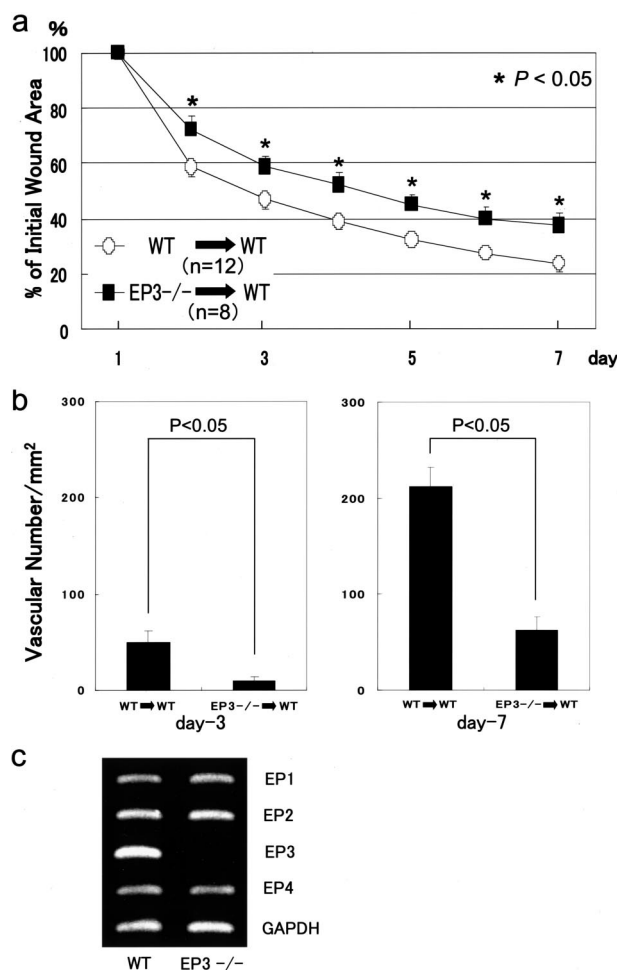 a
%
100
80
60
40
20
0
% of Initial Wound Area
* P < 0.05
*
*
*
*
*
*
WT ➡ WT
(n=12)
EP3-/- ➡ WT
(n=8)
1 3 5 7 day
b
Vascular Number/mm²
300
200
100
0
P<0.05
WT ➡ WT EP3-/- ➡ WT
day-3
300
200
100
0
P<0.05
WT ➡ WT EP3-/- ➡ WT
day-7
c
EP1
EP2
EP3
EP4
GAPDH
WT EP3 -/-